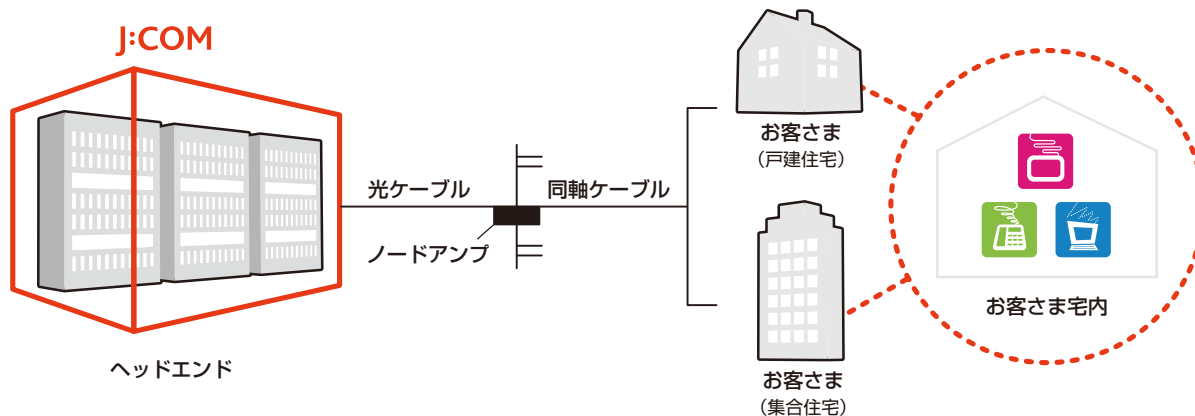 J:COM
ヘッドエンド
光ケーブル
ノードアンプ
同軸ケーブル
お客さま
（戸建住宅）
お客さま
（集合住宅）
お客さま宅内